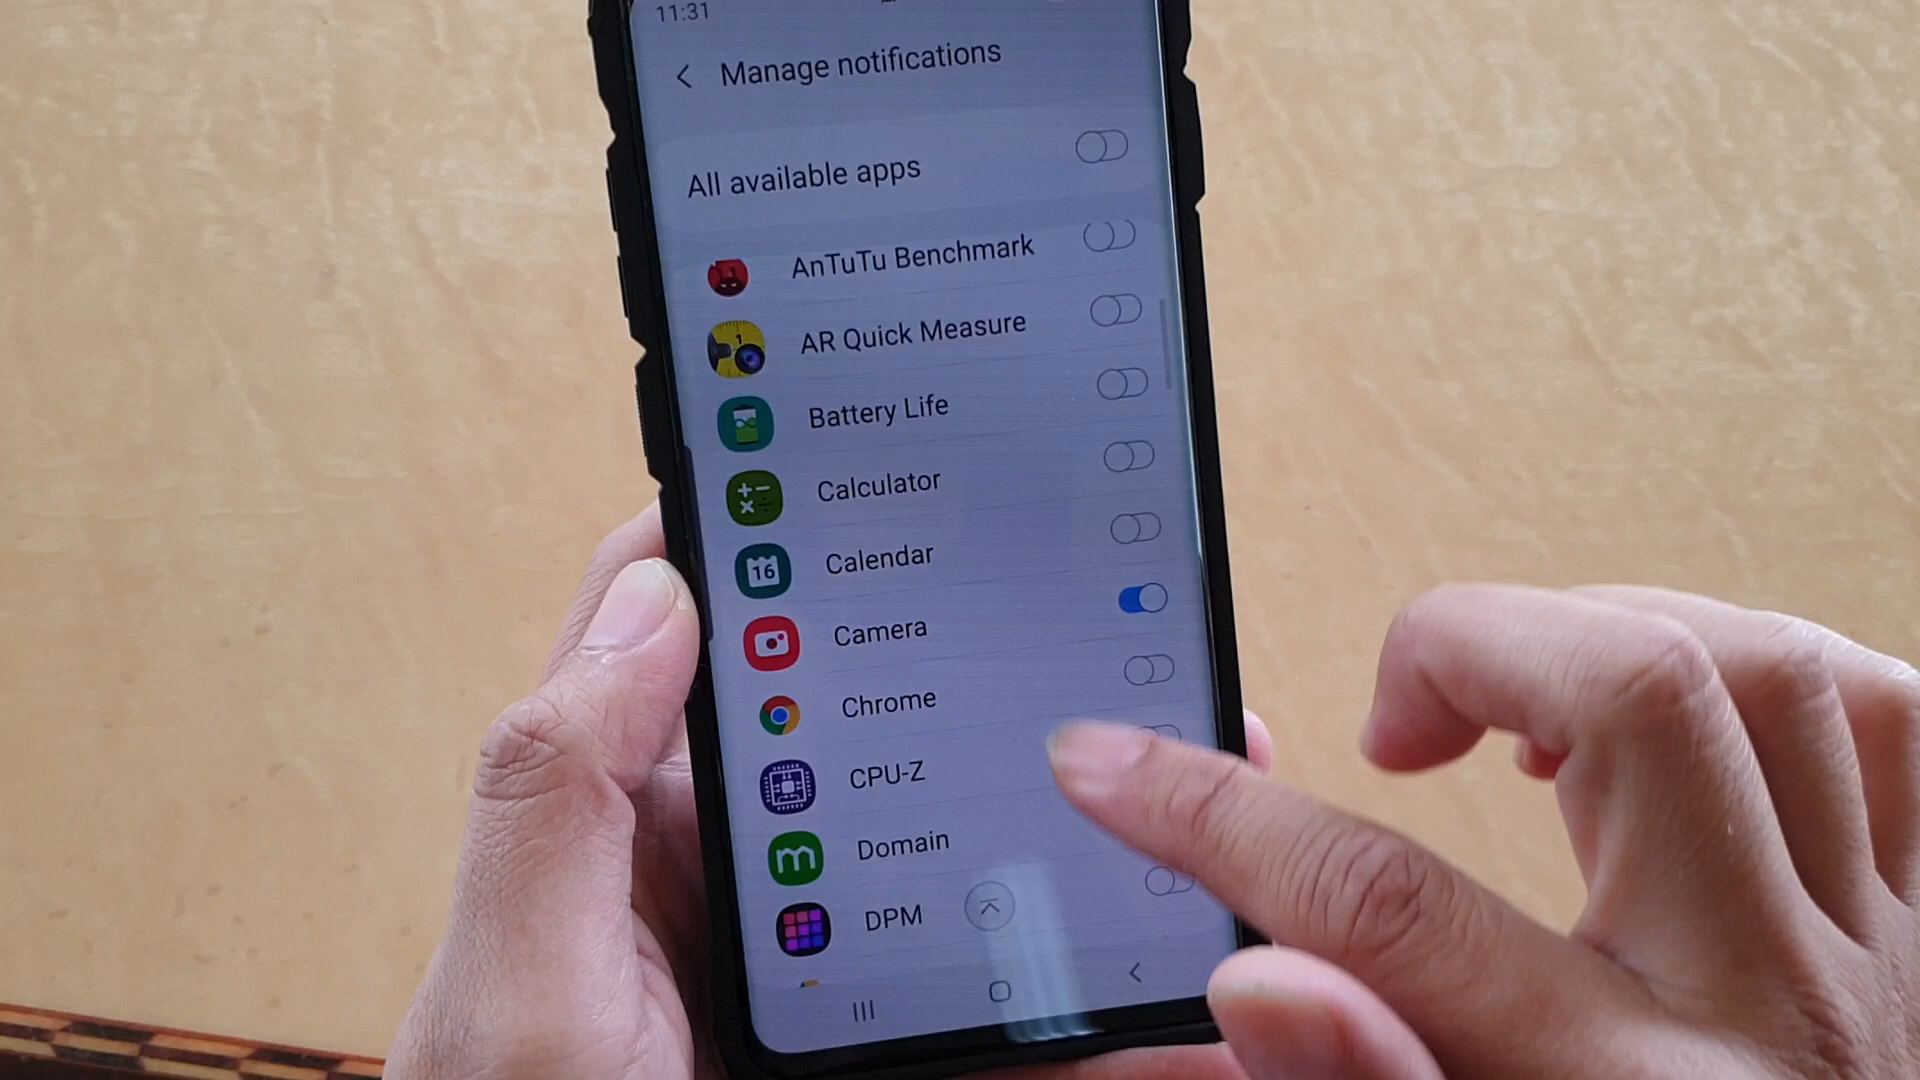 11:31
Manage notifications
All available apps
AnTuTu Benchmark
AR Quick Measure
Battery Life
Calculator
16
Calendar
Camera
Chrome
CPU-Z
Domain
DPM